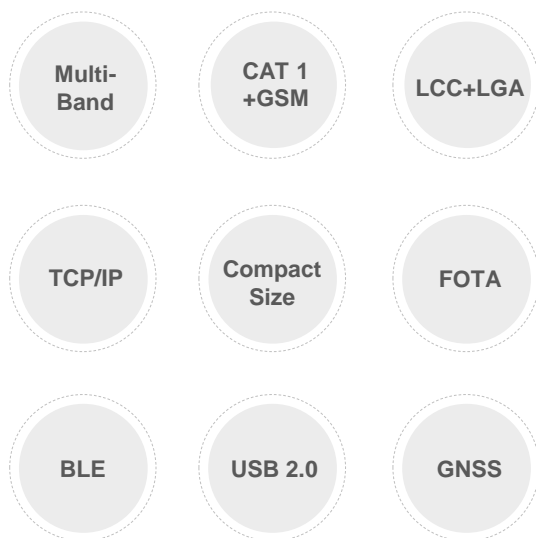 Multi-
Band
CAT 1
+GSM
LCC+LGA
TCP/IP
Compact
Size
FOTA
BLE
USB 2.0
GNSS